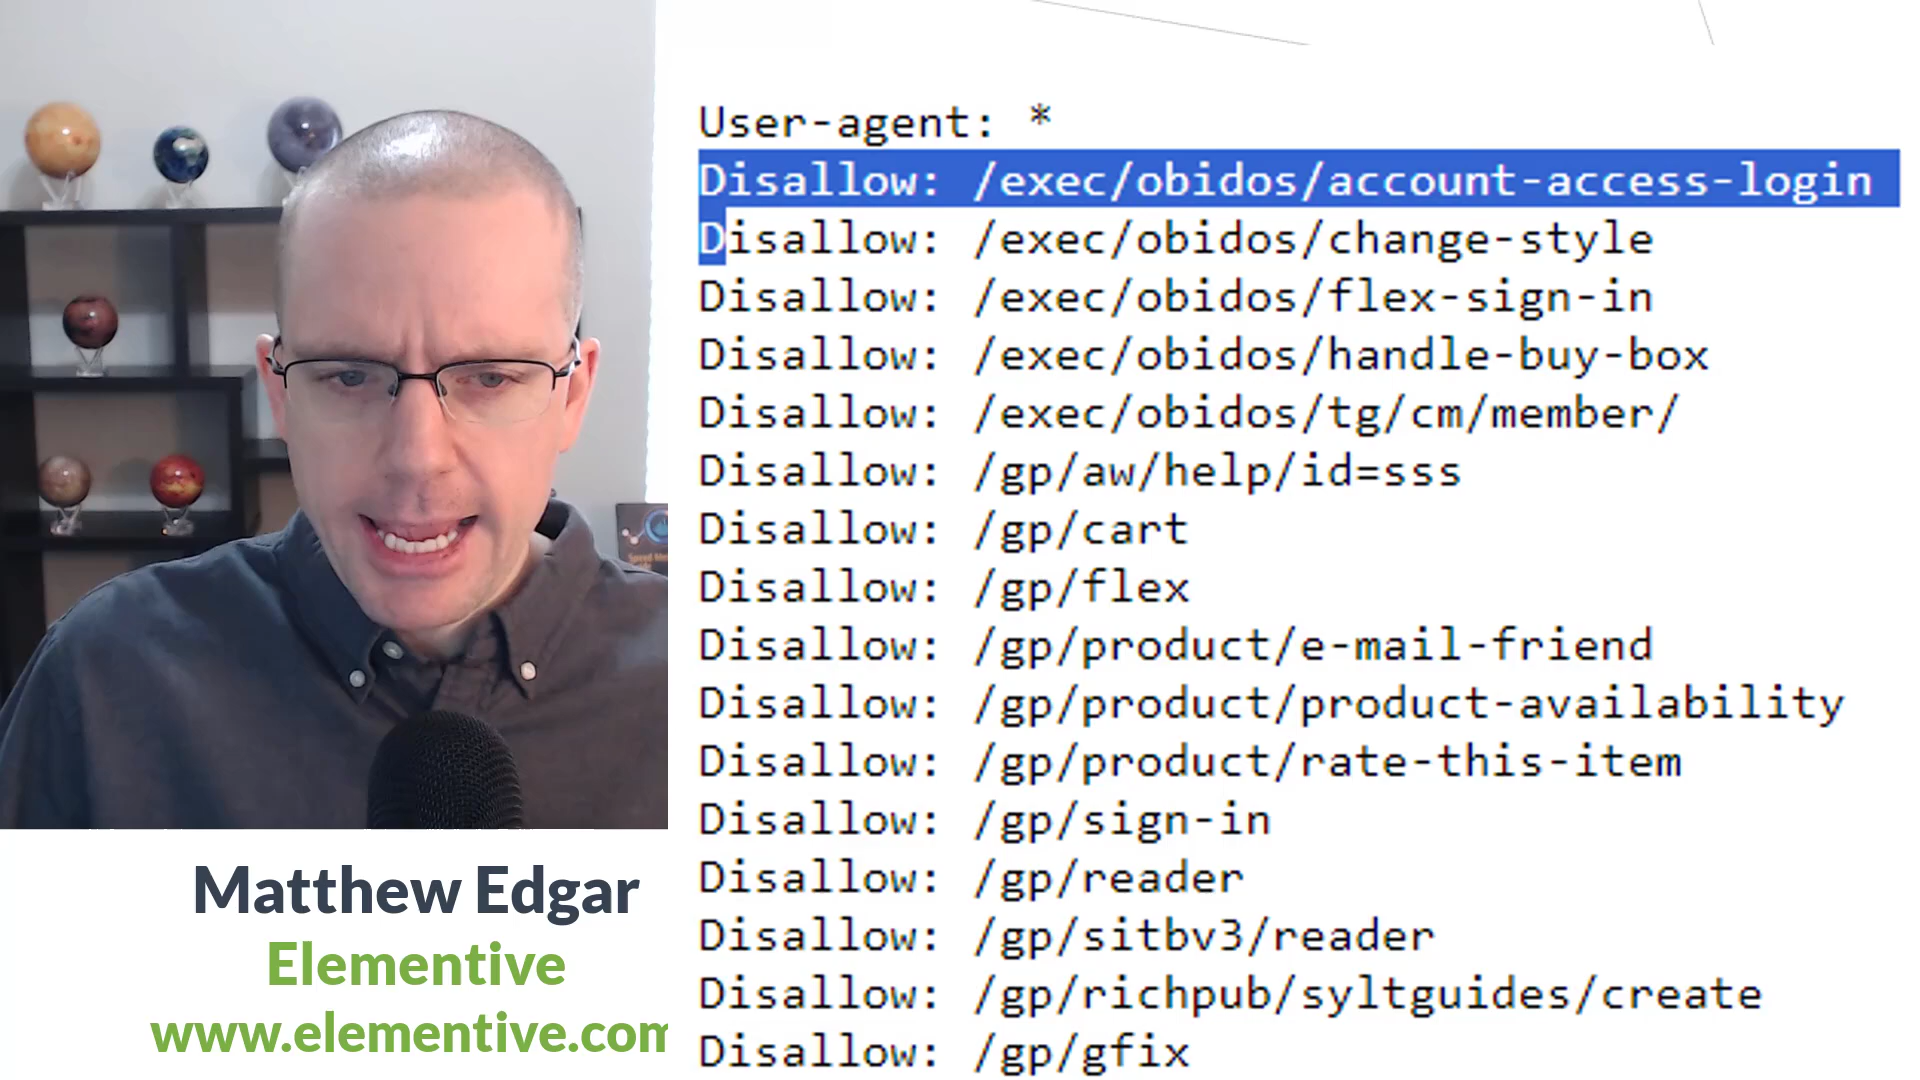 User-agent: *
Disallow: /exec/obidos/account-access-login
Disallow: /exec/obidos/change-style
Disallow: /exec/obidos/flex-sign-in
Disallow: /exec/obidos/handle-buy-box
Disallow: /exec/obidos/tg/cm/member/
Disallow: /gp/aw/help/id=sss
Disallow: /gp/cart
Disallow: /gp/flex
Disallow: /gp/product/e-mail-friend
Disallow: /gp/product/product-availability
Disallow: /gp/product/rate-this-item
Disallow: /gp/sign-in
Disallow: /gp/reader
Disallow: /gp/sitbv3/reader
Disallow: /gp/richpub/syltguides/create
Disallow: /gp/gfix
Matthew Edgar
Elementive
www.elementive.com